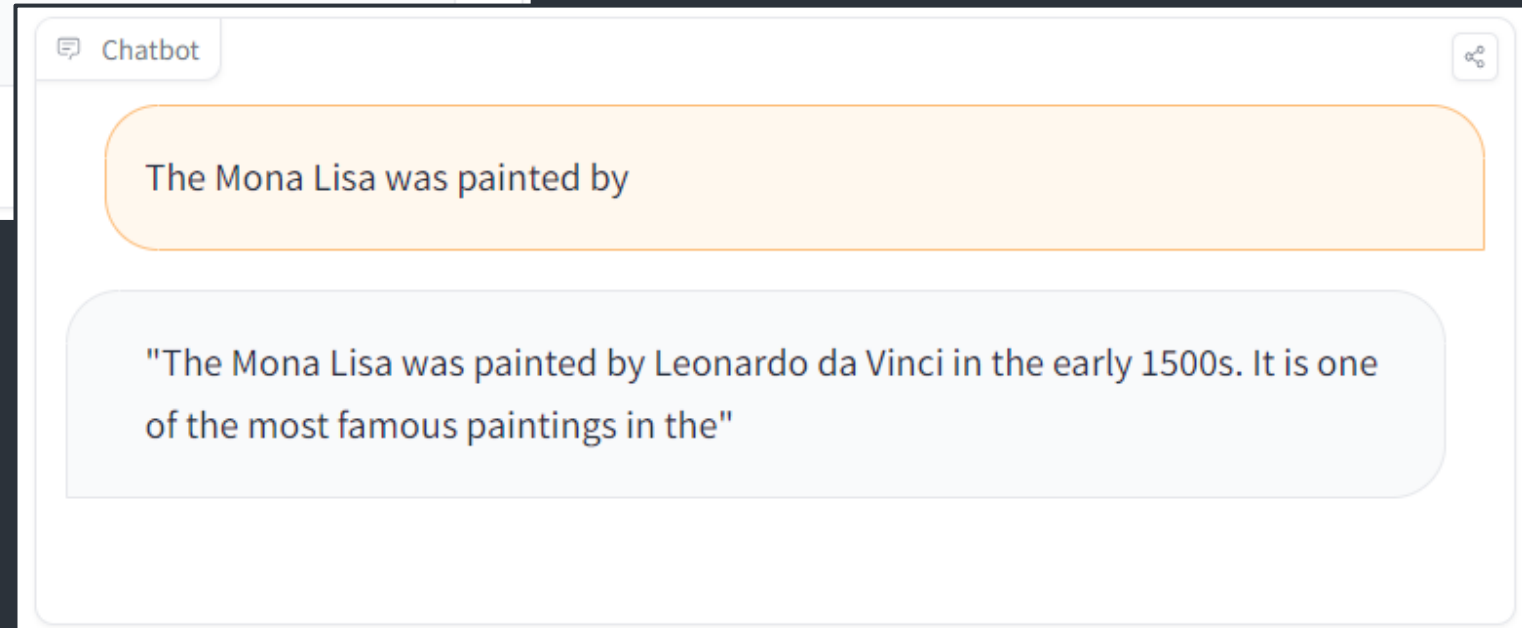 Chatbot
The Mona Lisa was painted by
"The Mona Lisa was painted by Leonardo da Vinci in the early 1500s. It is one
of the most famous paintings in the"